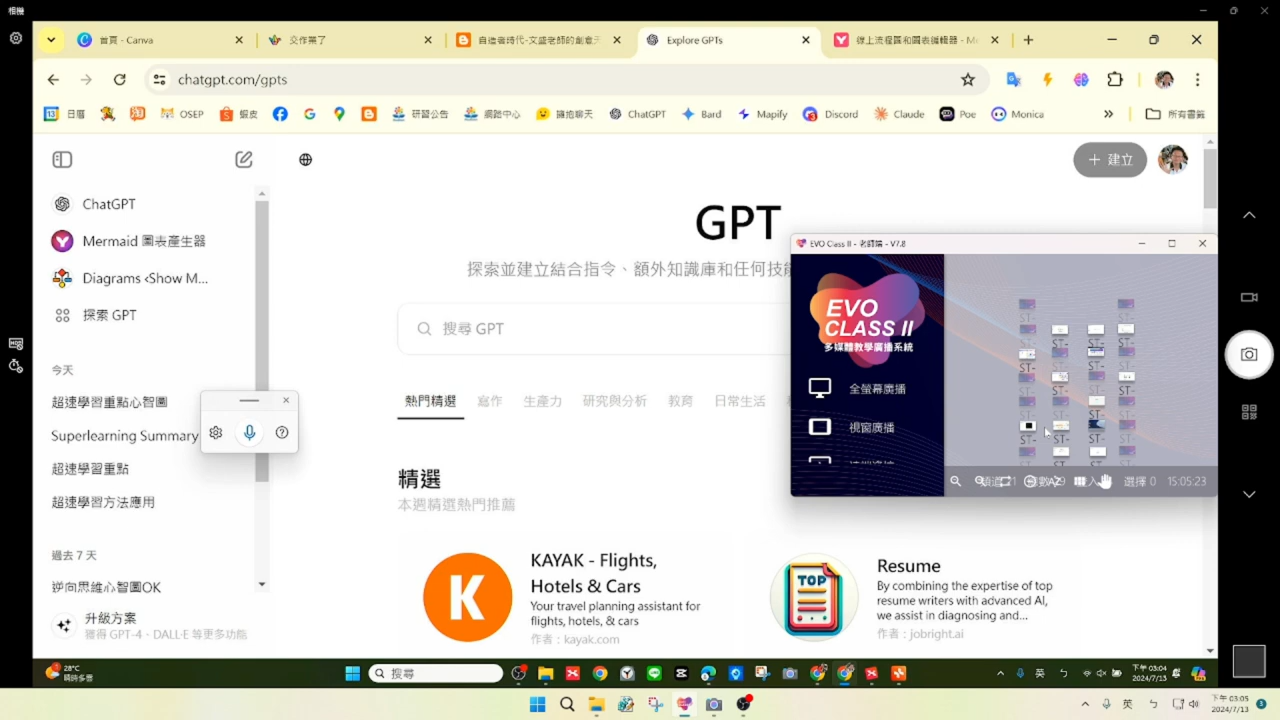 相機
首頁 - Canva
交作業了
自造者時代-文盛老師的創意天
Explore GPTs
線上流程圖和圖表編輯器 - Me
chatgpt.com/gpts
日曆
OSEP
蝦皮
研習公告
網路中心
擁抱聊天
ChatGPT
Bard
Mapify
Discord
Claude
Poe
Monica
所有書籤
建立
ChatGPT
Mermaid 圖表產生器
Diagrams <Show M...
探索 GPT
今天
超速學習重點心智圖
Superlearning Summary
超速學習重點
超速學習方法應用
過去 7 天
逆向思維心智圖OK
升級方案
獲得 GPT-4、DALL·E 等更多功能
GPT
探索並建立結合指令、額外知識庫和任何技能
搜尋 GPT
熱門精選
寫作
生產力
研究與分析
教育
日常生活
精選
本週精選熱門推薦
K
KAYAK - Flights,
Hotels & Cars
Your travel planning assistant for
flights, hotels, & cars
作者：kayak.com
TOP
Resume
By combining the expertise of top
resume writers with advanced AI,
we assist in designing and...
作者：jobright.ai
EVO Class II - 老師端 - V7.8
EVO
CLASS II
多媒體教學廣播系統
全螢幕廣播
視窗廣播
ST-
ST-
ST-
選擇 0
15:05:23
28°C
晴時多雲
搜尋
英
下午 03:04
2024/7/13
英
下午 03:05
2024/7/13